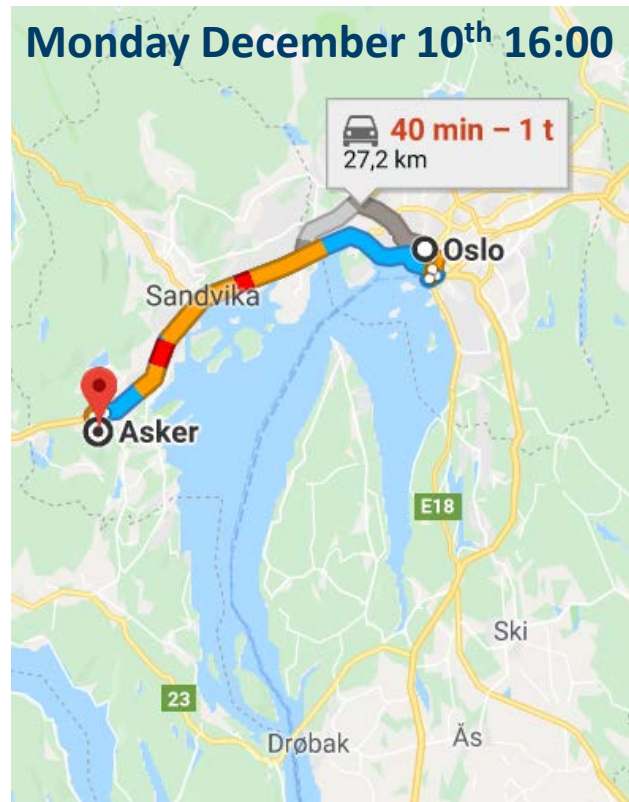 Monday December 10th 16:00
40 min – 1 t
27,2 km
Oslo
Sandvika
Asker
E18
Ski
23
Drøbak
Ås